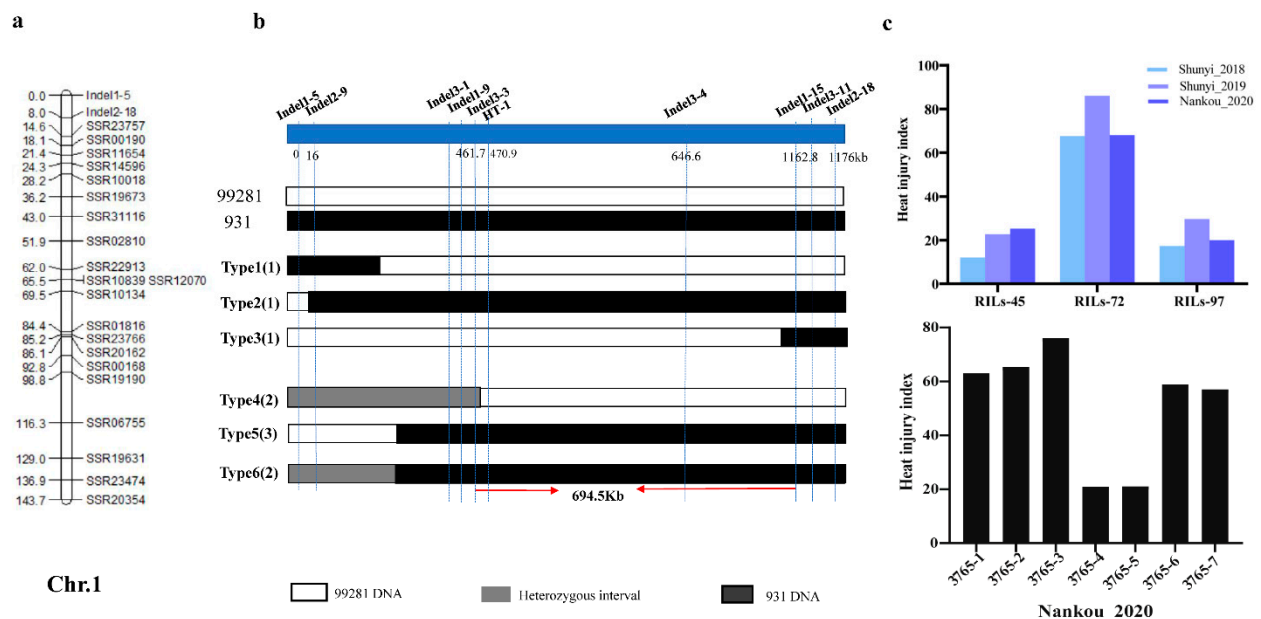 a
0.0 Indel1-5
8.0 Indel2-18
14.6 SSR23757
18.1 SSR00190
21.4 SSR11654
24.3 SSR14596
28.2 SSR10018
36.2 SSR19673
43.0 SSR31116
51.9 SSR02810
62.0 SSR22913
65.5 SSR10839 SSR12070
69.5 SSR10134
84.4 SSR01816
85.2 SSR23766
86.1 SSR20162
92.8 SSR00168
98.8 SSR19190
116.3 SSR06755
129.0 SSR19631
136.9 SSR23474
143.7 SSR20354
Chr.1
b
Indel1-5
Indel2-9
Indel3-1
Indel1-9
Indel3-3
HT-1
Indel3-4
Indel1-15
Indel3-11
Indel2-18
0 16 461.7 470.9 646.6 1162.8 1176kb
99281
931
Type1(1)
Type2(1)
Type3(1)
Type4(2)
Type5(3)
Type6(2)
694.5Kb
99281 DNA Heterozygous interval 931 DNA
c
Heat injury index
100
80
60
40
20
0
Shunyi_2018
Shunyi_2019
Nankou_2020
RILs-45 RILs-72 RILs-97
Heat injury index
80
60
40
20
0
3765-1 3765-2 3765-3 3765-4 3765-5 3765-6 3765-7
Nankou_2020